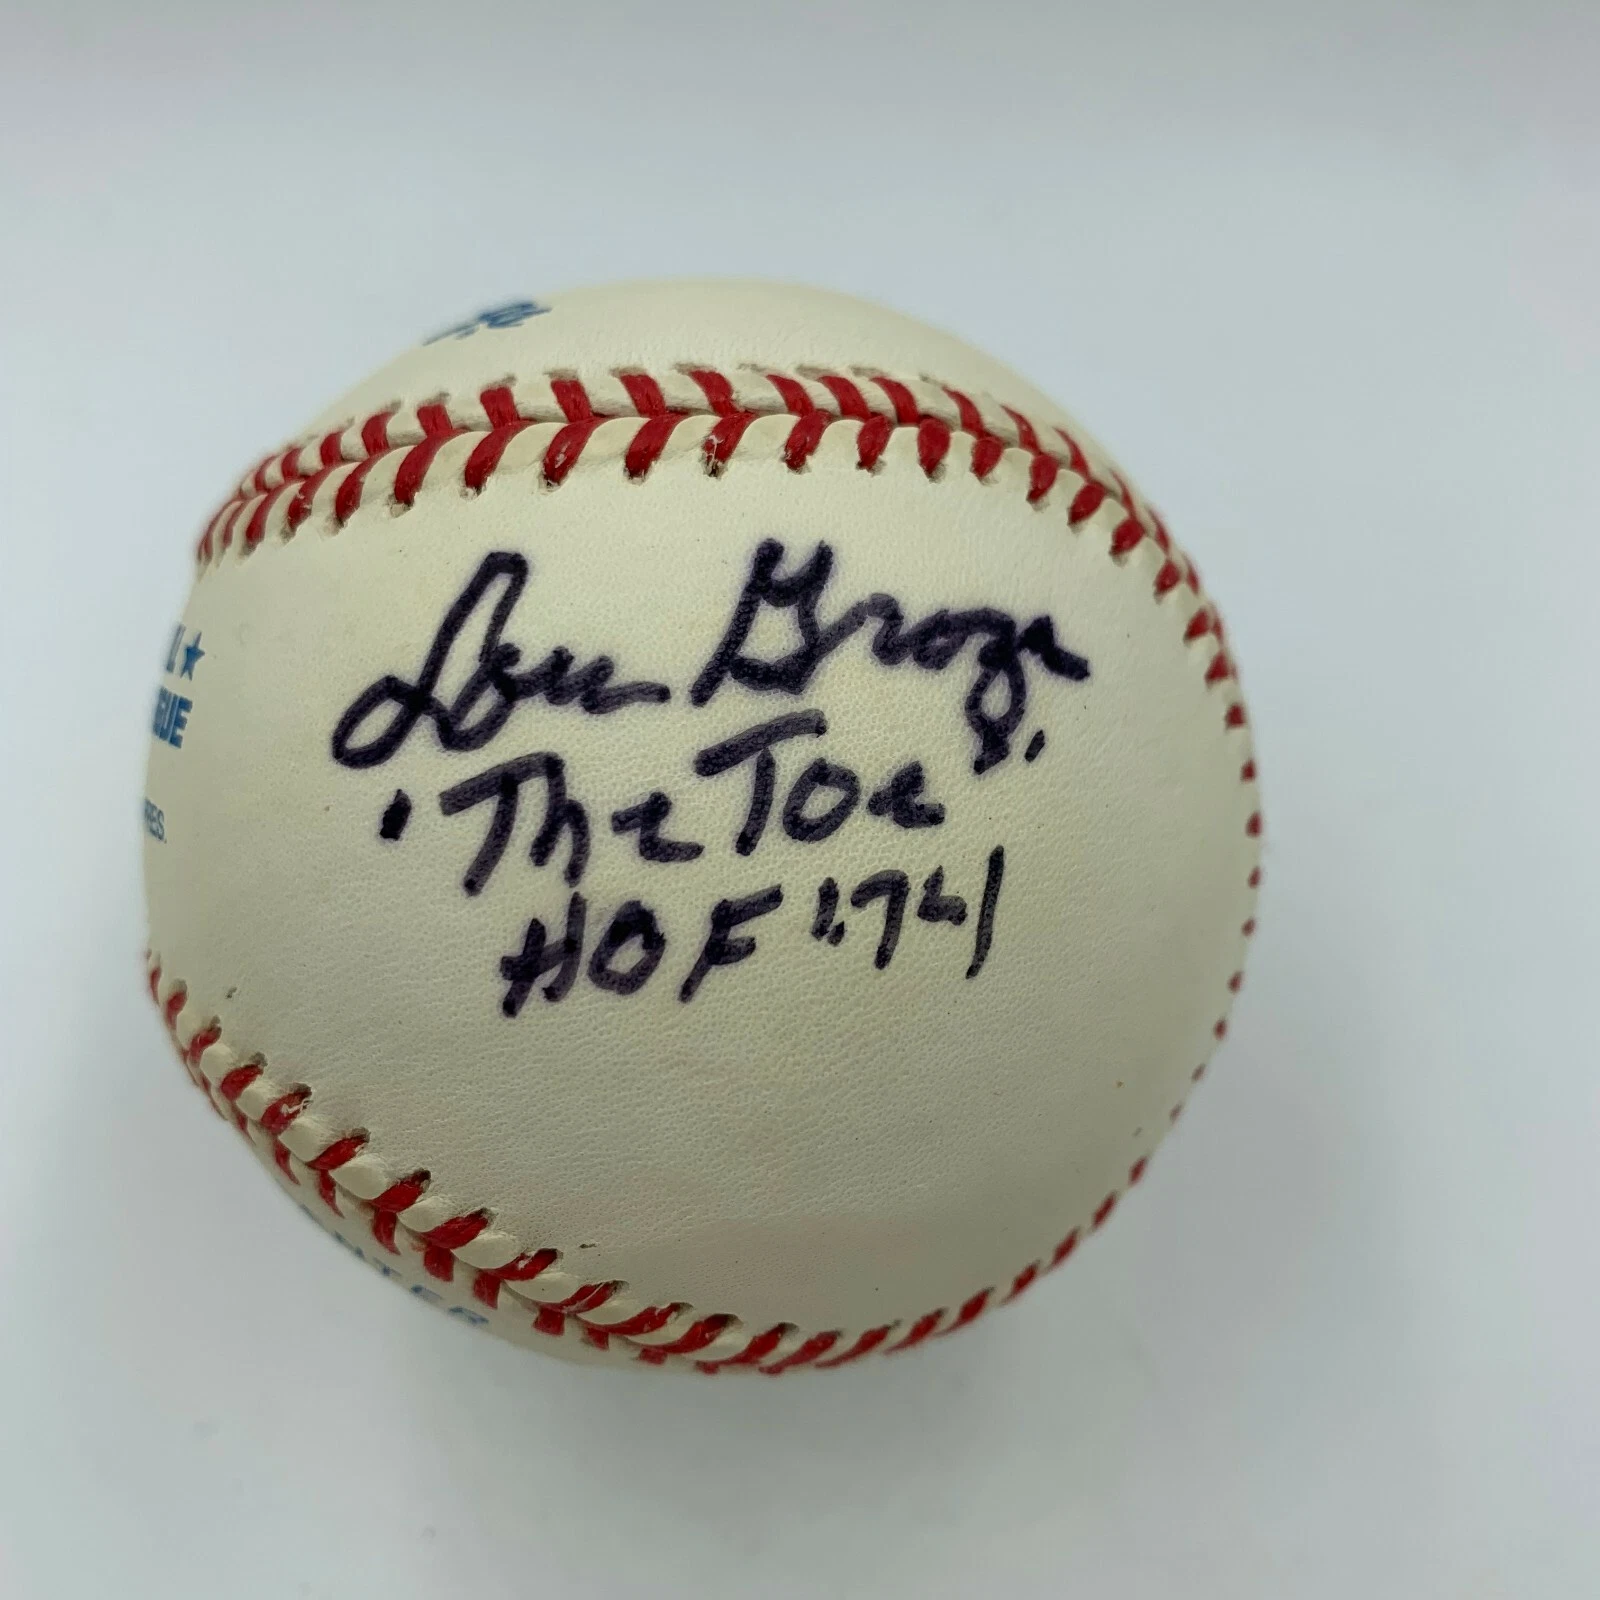 Lou Groza
"The Toe"
HOF '74